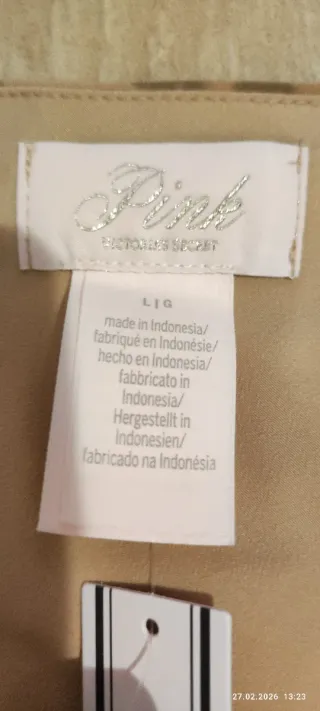 Pink
VICTORIA'S SECRET
L|G
made in Indonesia/
fabriqué en Indonésie/
hecho en Indonesia/
fabbricato in
Indonesia/
Hergestellt in
Indonesien/
fabricado na Indonésia
27.02.2026 13:23